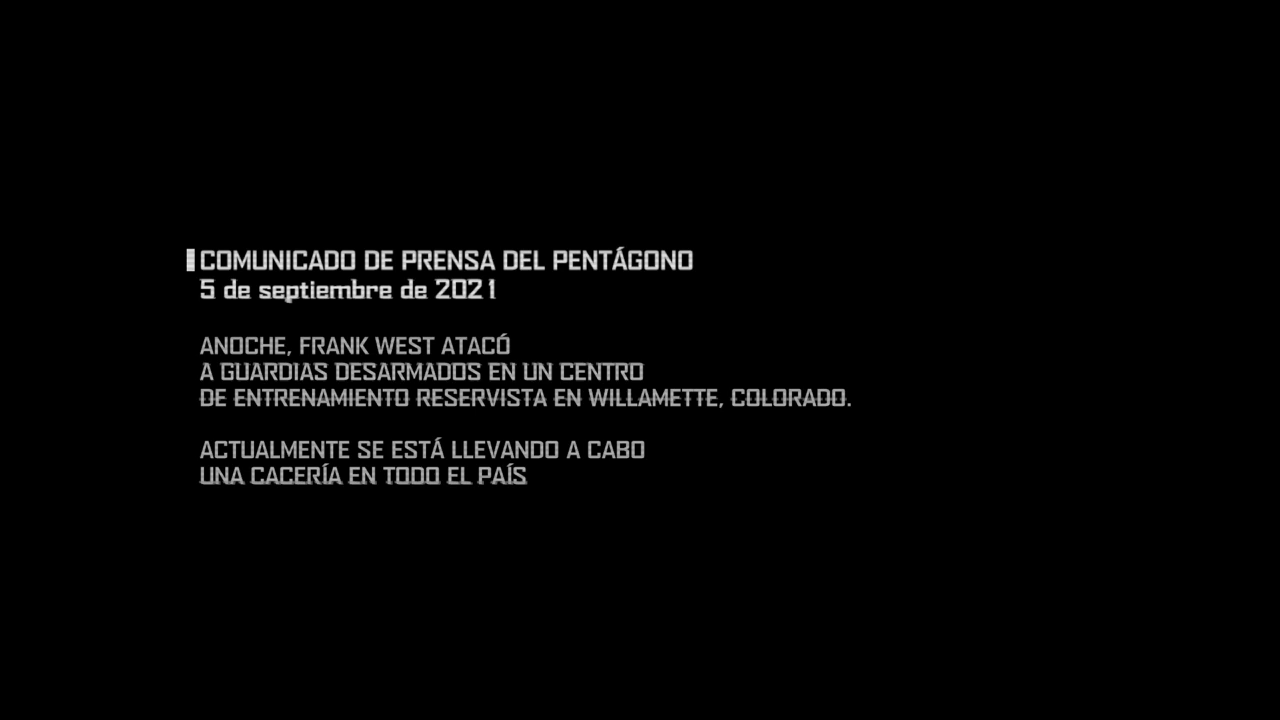 COMUNICADO DE PRENSA DEL PENTÁGONO
5 de septiembre de 2021
ANOCHE, FRANK WEST ATACÓ
A GUARDIAS DESARMADOS EN UN CENTRO
DE ENTRENAMIENTO RESERVISTA EN WILLAMETTE, COLORADO.
ACTUALMENTE SE ESTÁ LLEVANDO A CABO
UNA CACERÍA EN TODO EL PAÍS